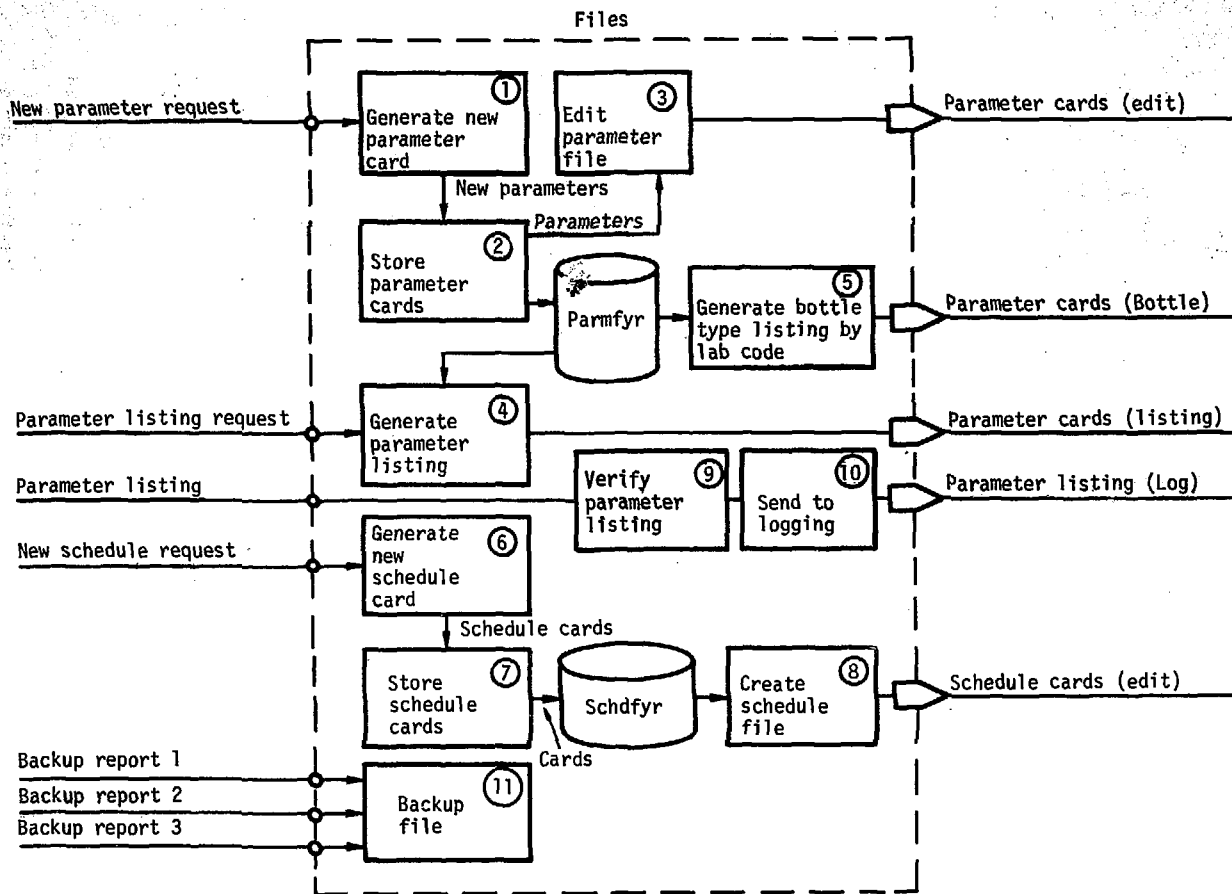 Files
New parameter request
①
Generate new
parameter
card
③
Edit
parameter
file
Parameter cards (edit)
New parameters
Parameters
②
Store
parameter
cards
Parmfyr
⑤
Generate bottle
type listing by
lab code
Parameter cards (Bottle)
Parameter listing request
④
Generate
parameter
listing
Parameter cards (listing)
Parameter listing
⑨
Verify
parameter
listing
⑩
Send to
logging
Parameter listing (Log)
New schedule request
⑥
Generate
new
schedule
card
Schedule cards
⑦
Store
schedule
cards
Cards
Schdfyr
⑧
Create
schedule
file
Schedule cards (edit)
Backup report 1
Backup report 2
Backup report 3
⑪
Backup
file